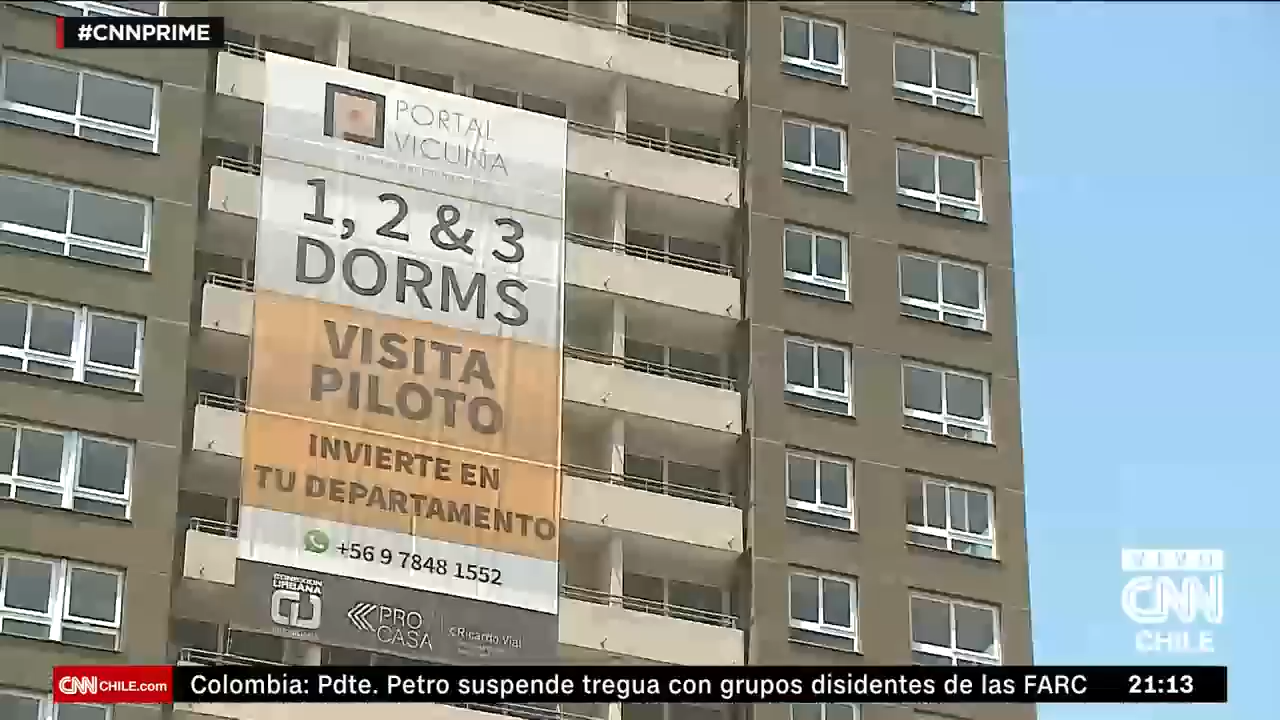 #CNNPRIME
PORTAL
VICUÑA
1, 2 & 3
DORMS
VISITA
PILOTO
INVIERTE EN
TU DEPARTAMENTO
+56 9 7848 1552
CONEXION
URBANA
PRO
CASA
Ricardo Vial
VIVO
CNN
CHILE
CNNCHILE.com
Colombia: Pdte. Petro suspende tregua con grupos disidentes de las FARC
21:13